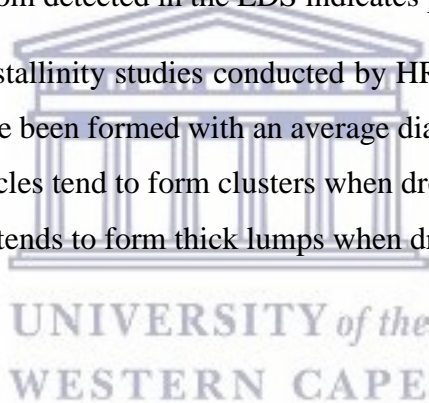 om detected in the EDS indicates p
stallinity studies conducted by HR
e been formed with an average dia
cles tend to form clusters when dr
tends to form thick lumps when dr
UNIVERSITY of the
WESTERN CAPE